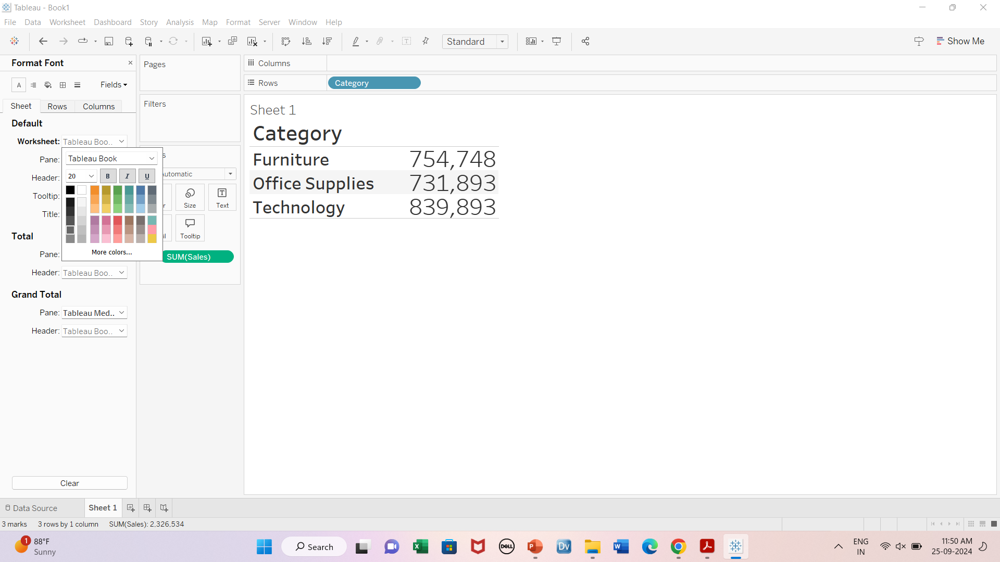 Tableau - Book1
File Data Worksheet Dashboard Story Analysis Map Format Server Window Help
Standard
Show Me
Format Font
Fields
Sheet Rows Columns
Default
Worksheet: Tableau Boo..
Pane:
Header:
Tooltip:
Title:
Tableau Book
20 B I U
More colors...
Total
Pane:
Header: Tableau Boo..
Grand Total
Pane: Tableau Med..
Header: Tableau Boo..
Clear
Pages
Filters
s
utomatic
r Size Text
il Tooltip
SUM(Sales)
Columns
Rows Category
Sheet 1
Category
Furniture 754,748
Office Supplies 731,893
Technology 839,893
Data Source Sheet 1
3 marks 3 rows by 1 column SUM(Sales): 2,326,534
1 88°F
Sunny
Search
DELL
P
Dv
W
ENG
IN
11:50 AM
25-09-2024